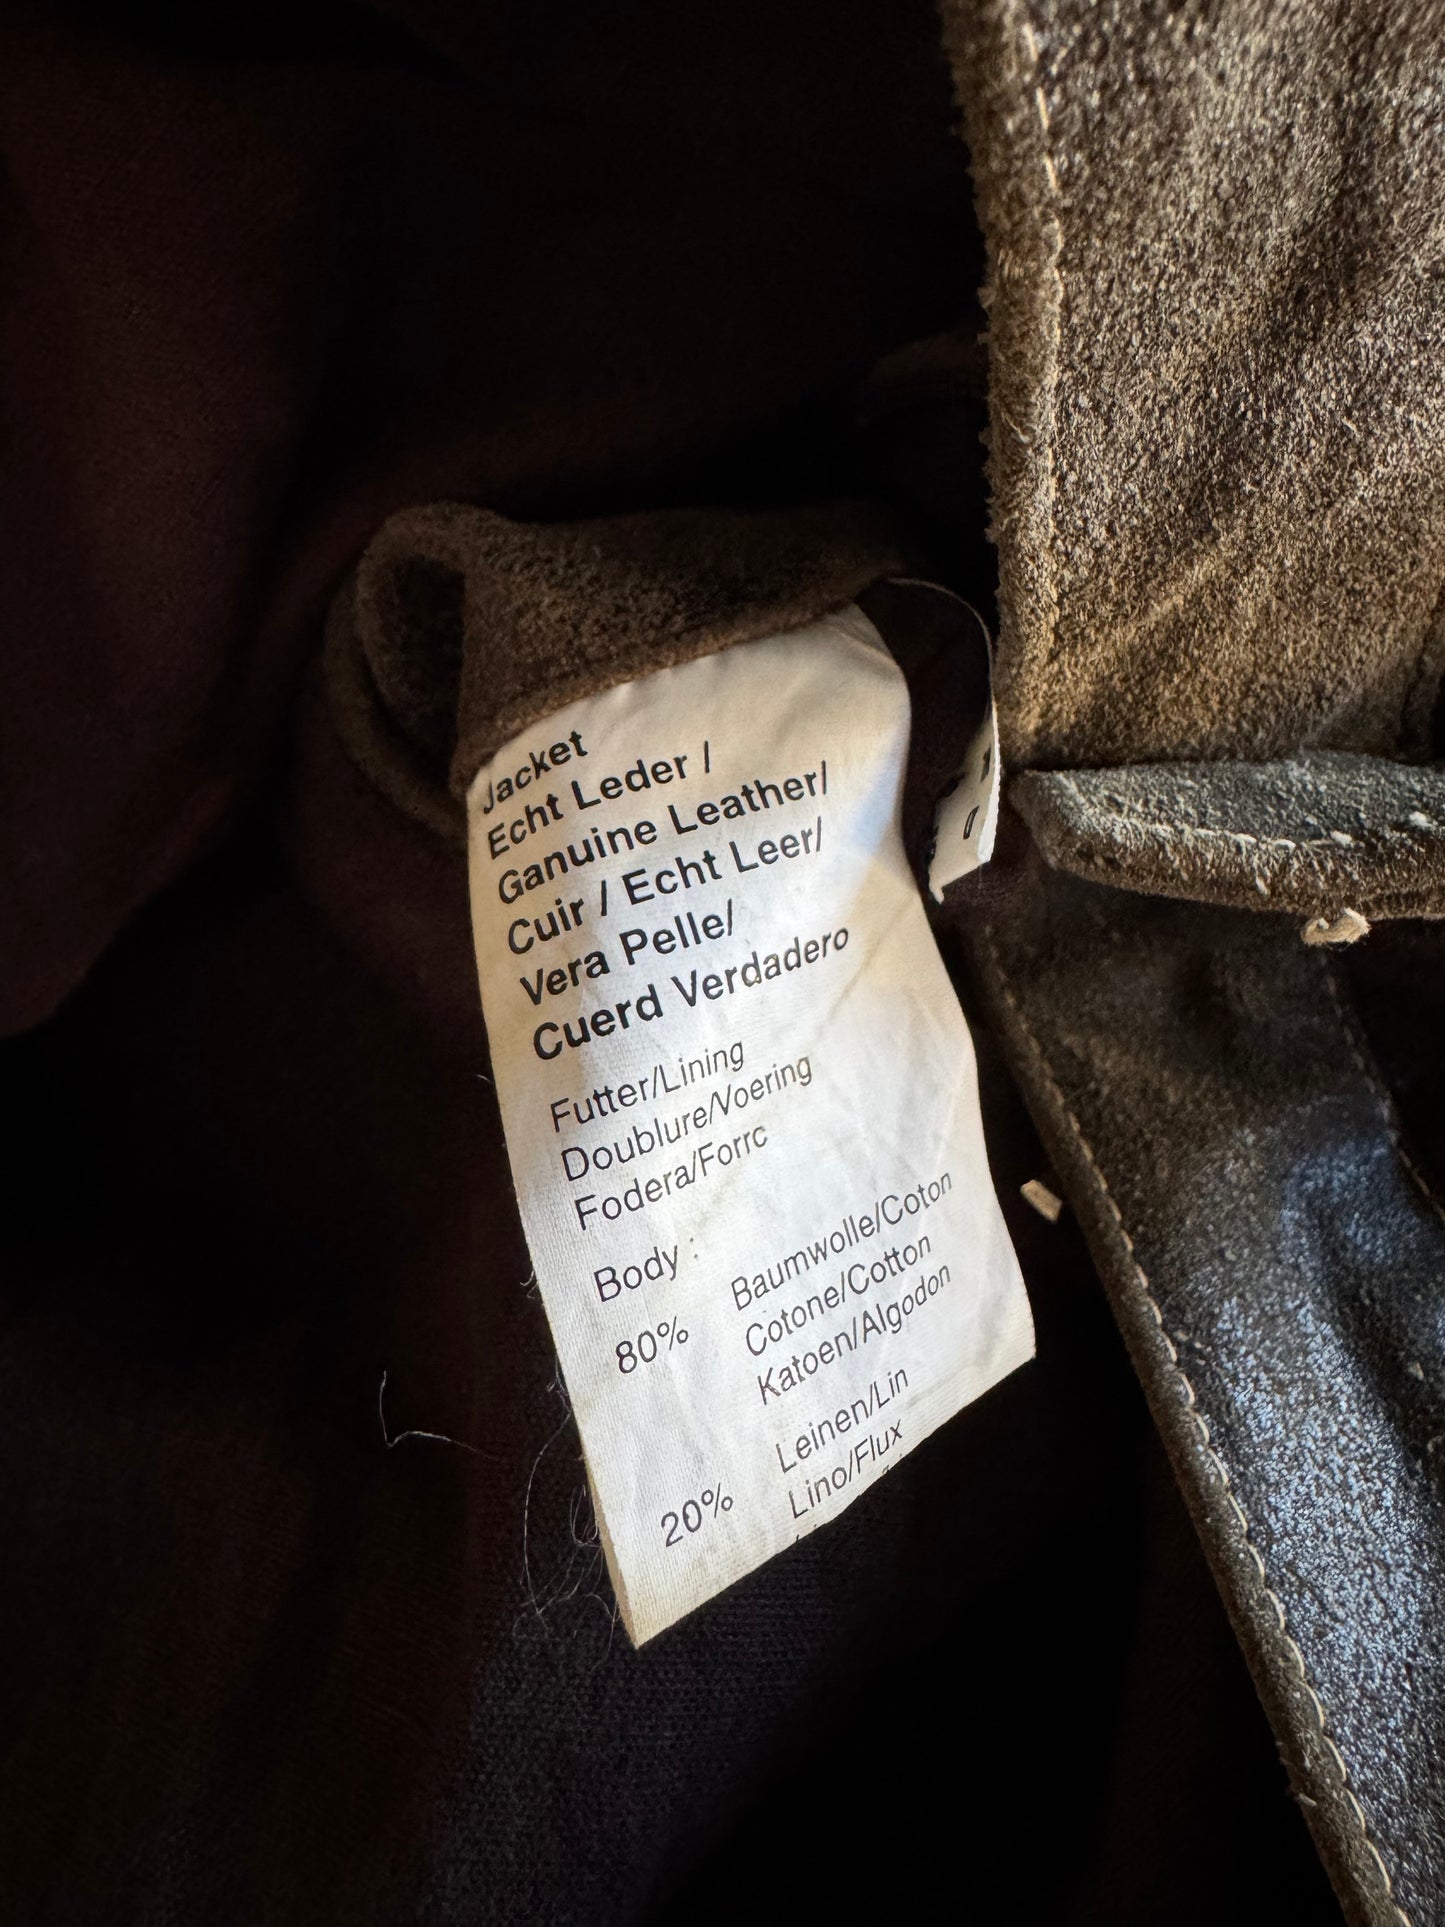 Jacket
Echt Leder /
Ganuine Leather/
Cuir / Echt Leer/
Vera Pelle/
Cuerd Verdadero
Futter/Lining
Doublure/Voering
Fodera/Forrc
Body :
80% Baumwolle/Coton
Cotone/Cotton
Katoen/Algodon
20% Leinen/Lin
Lino/Flux